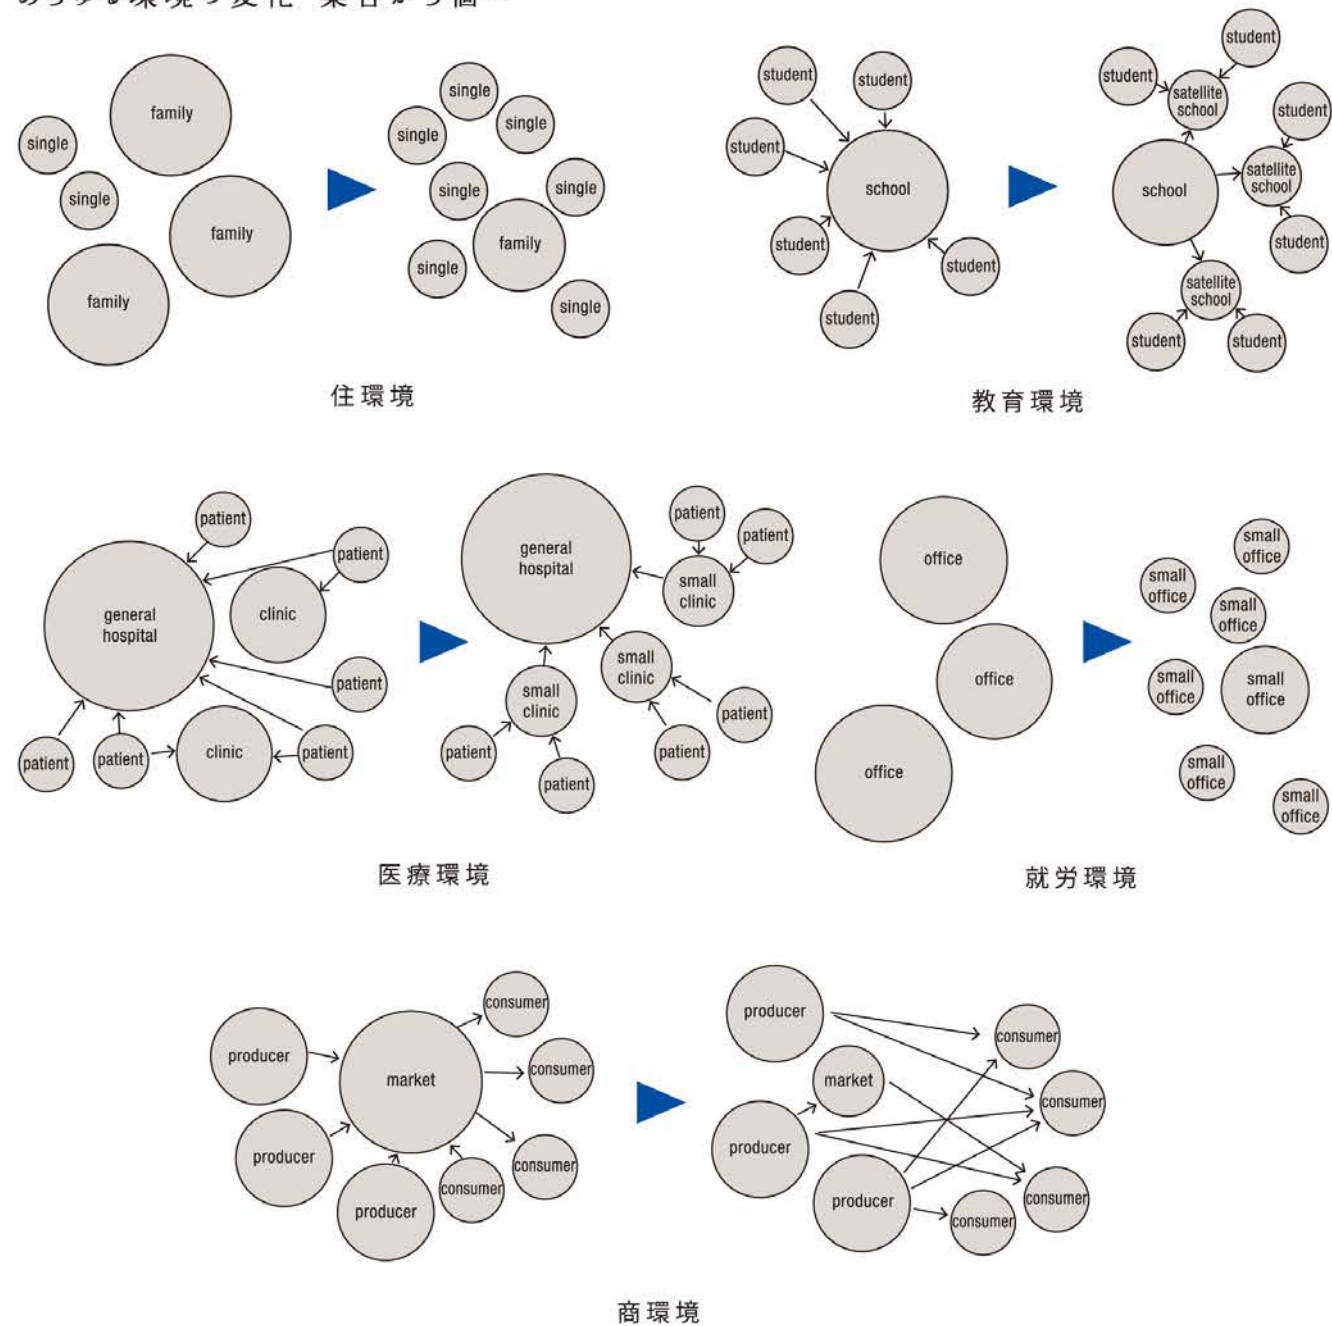 family
single
single
family
family
single
single
single
single
single
family
single
single
住環境
student
student
student
school
student
student
student
student
student
satellite
school
student
school
satellite
school
student
satellite
school
student
student
教育環境
patient
patient
general
hospital
clinic
patient
patient
patient
clinic
patient
general
hospital
patient
patient
small
clinic
small
clinic
small
clinic
patient
patient
patient
patient
医療環境
office
office
office
small
office
small
office
small
office
small
office
small
office
small
office
small
office
就労環境
consumer
producer
market
consumer
producer
consumer
consumer
producer
producer
consumer
market
consumer
producer
producer
consumer
consumer
商環境